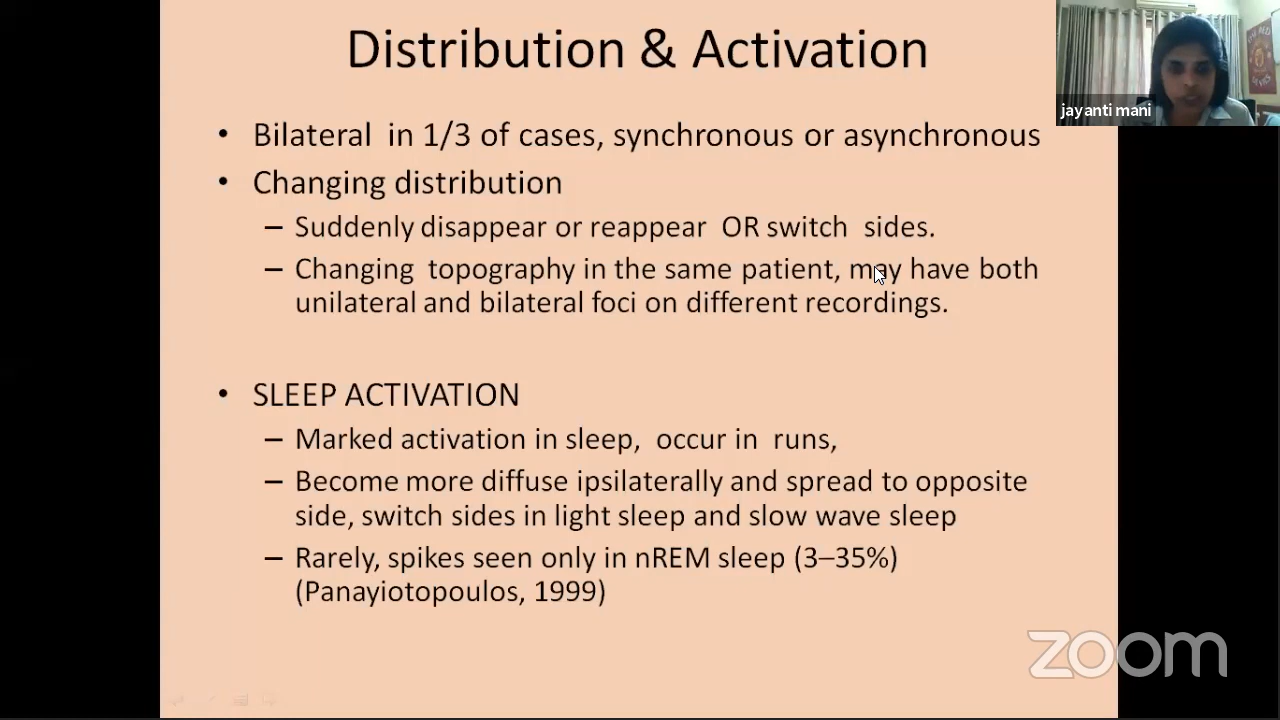 Distribution & Activation
jayanti mani
• Bilateral in 1/3 of cases, synchronous or asynchronous
• Changing distribution
– Suddenly disappear or reappear OR switch sides.
– Changing topography in the same patient, may have both
unilateral and bilateral foci on different recordings.
• SLEEP ACTIVATION
– Marked activation in sleep, occur in runs,
– Become more diffuse ipsilaterally and spread to opposite
side, switch sides in light sleep and slow wave sleep
– Rarely, spikes seen only in nREM sleep (3–35%)
(Panayiotopoulos, 1999)
zoom